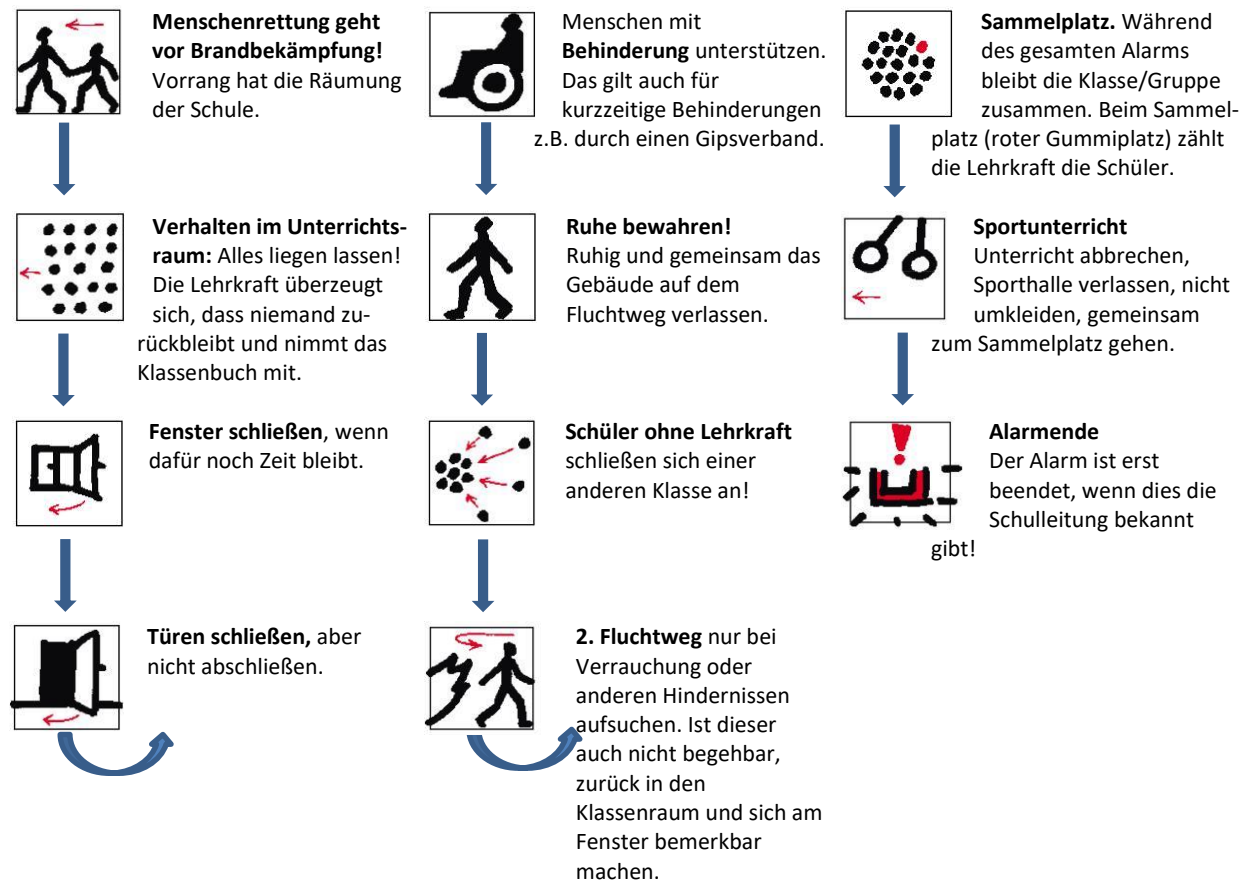 Menschenrettung geht
vor Brandbekämpfung!
Vorrang hat die Räumung
der Schule.
Verhalten im Unterrichts-
raum: Alles liegen lassen!
Die Lehrkraft überzeugt
sich, dass niemand zu-
rückbleibt und nimmt das
Klassenbuch mit.
Fenster schließen, wenn
dafür noch Zeit bleibt.
Türen schließen, aber
nicht abschließen.
Menschen mit
Behinderung unterstützen.
Das gilt auch für
kurzzeitige Behinderungen
z.B. durch einen Gipsverband.
Ruhe bewahren!
Ruhig und gemeinsam das
Gebäude auf dem
Fluchtweg verlassen.
Schüler ohne Lehrkraft
schließen sich einer
anderen Klasse an!
2. Fluchtweg nur bei
Verrauchung oder
anderen Hindernissen
aufsuchen. Ist dieser
auch nicht begehbar,
zurück in den
Klassenraum und sich am
Fenster bemerkbar
machen.
Sammelplatz. Während
des gesamten Alarms
bleibt die Klasse/Gruppe
zusammen. Beim Sammel-
platz (roter Gummiplatz) zählt
die Lehrkraft die Schüler.
Sportunterricht
Unterricht abbrechen,
Sporthalle verlassen, nicht
umkleiden, gemeinsam
zum Sammelplatz gehen.
Alarmende
Der Alarm ist erst
beendet, wenn dies die
Schulleitung bekannt
gibt!